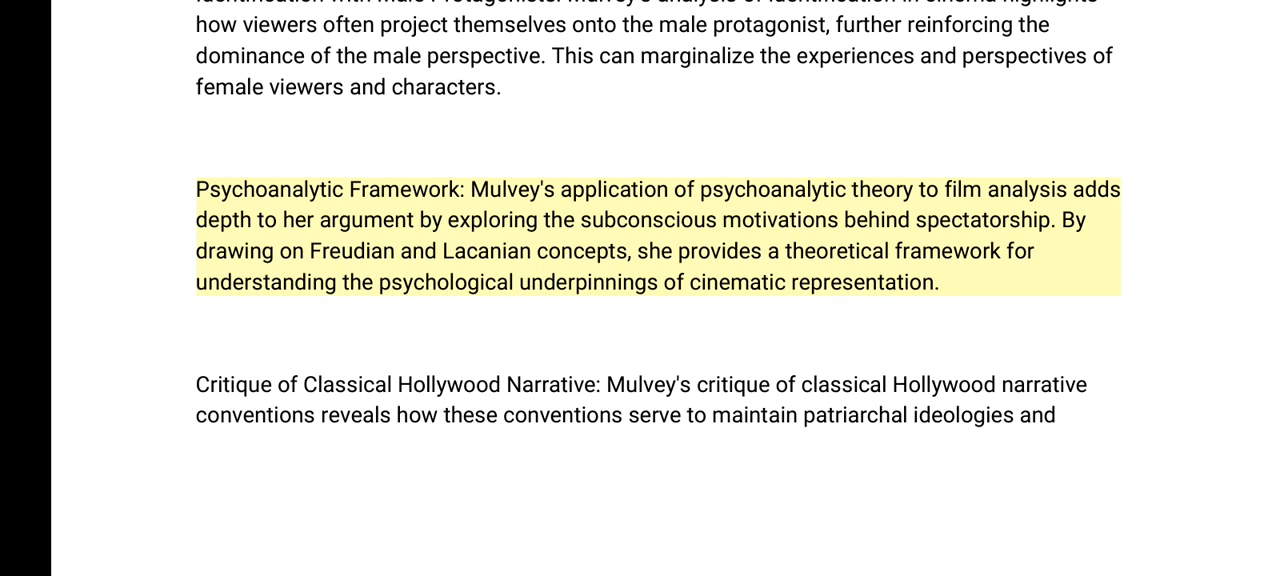 how viewers often project themselves onto the male protagonist, further reinforcing the
dominance of the male perspective. This can marginalize the experiences and perspectives of
female viewers and characters.
Psychoanalytic Framework: Mulvey's application of psychoanalytic theory to film analysis adds
depth to her argument by exploring the subconscious motivations behind spectatorship. By
drawing on Freudian and Lacanian concepts, she provides a theoretical framework for
understanding the psychological underpinnings of cinematic representation.
Critique of Classical Hollywood Narrative: Mulvey's critique of classical Hollywood narrative
conventions reveals how these conventions serve to maintain patriarchal ideologies and